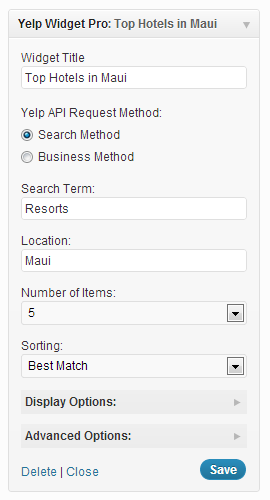 Yelp Widget Pro: Top Hotels in Maui
Widget Title
Top Hotels in Maui
Yelp API Request Method:
Search Method
Business Method
Search Term:
Resorts
Location:
Maui
Number of Items:
5
Sorting:
Best Match
Display Options:
Advanced Options:
Delete | Close
Save